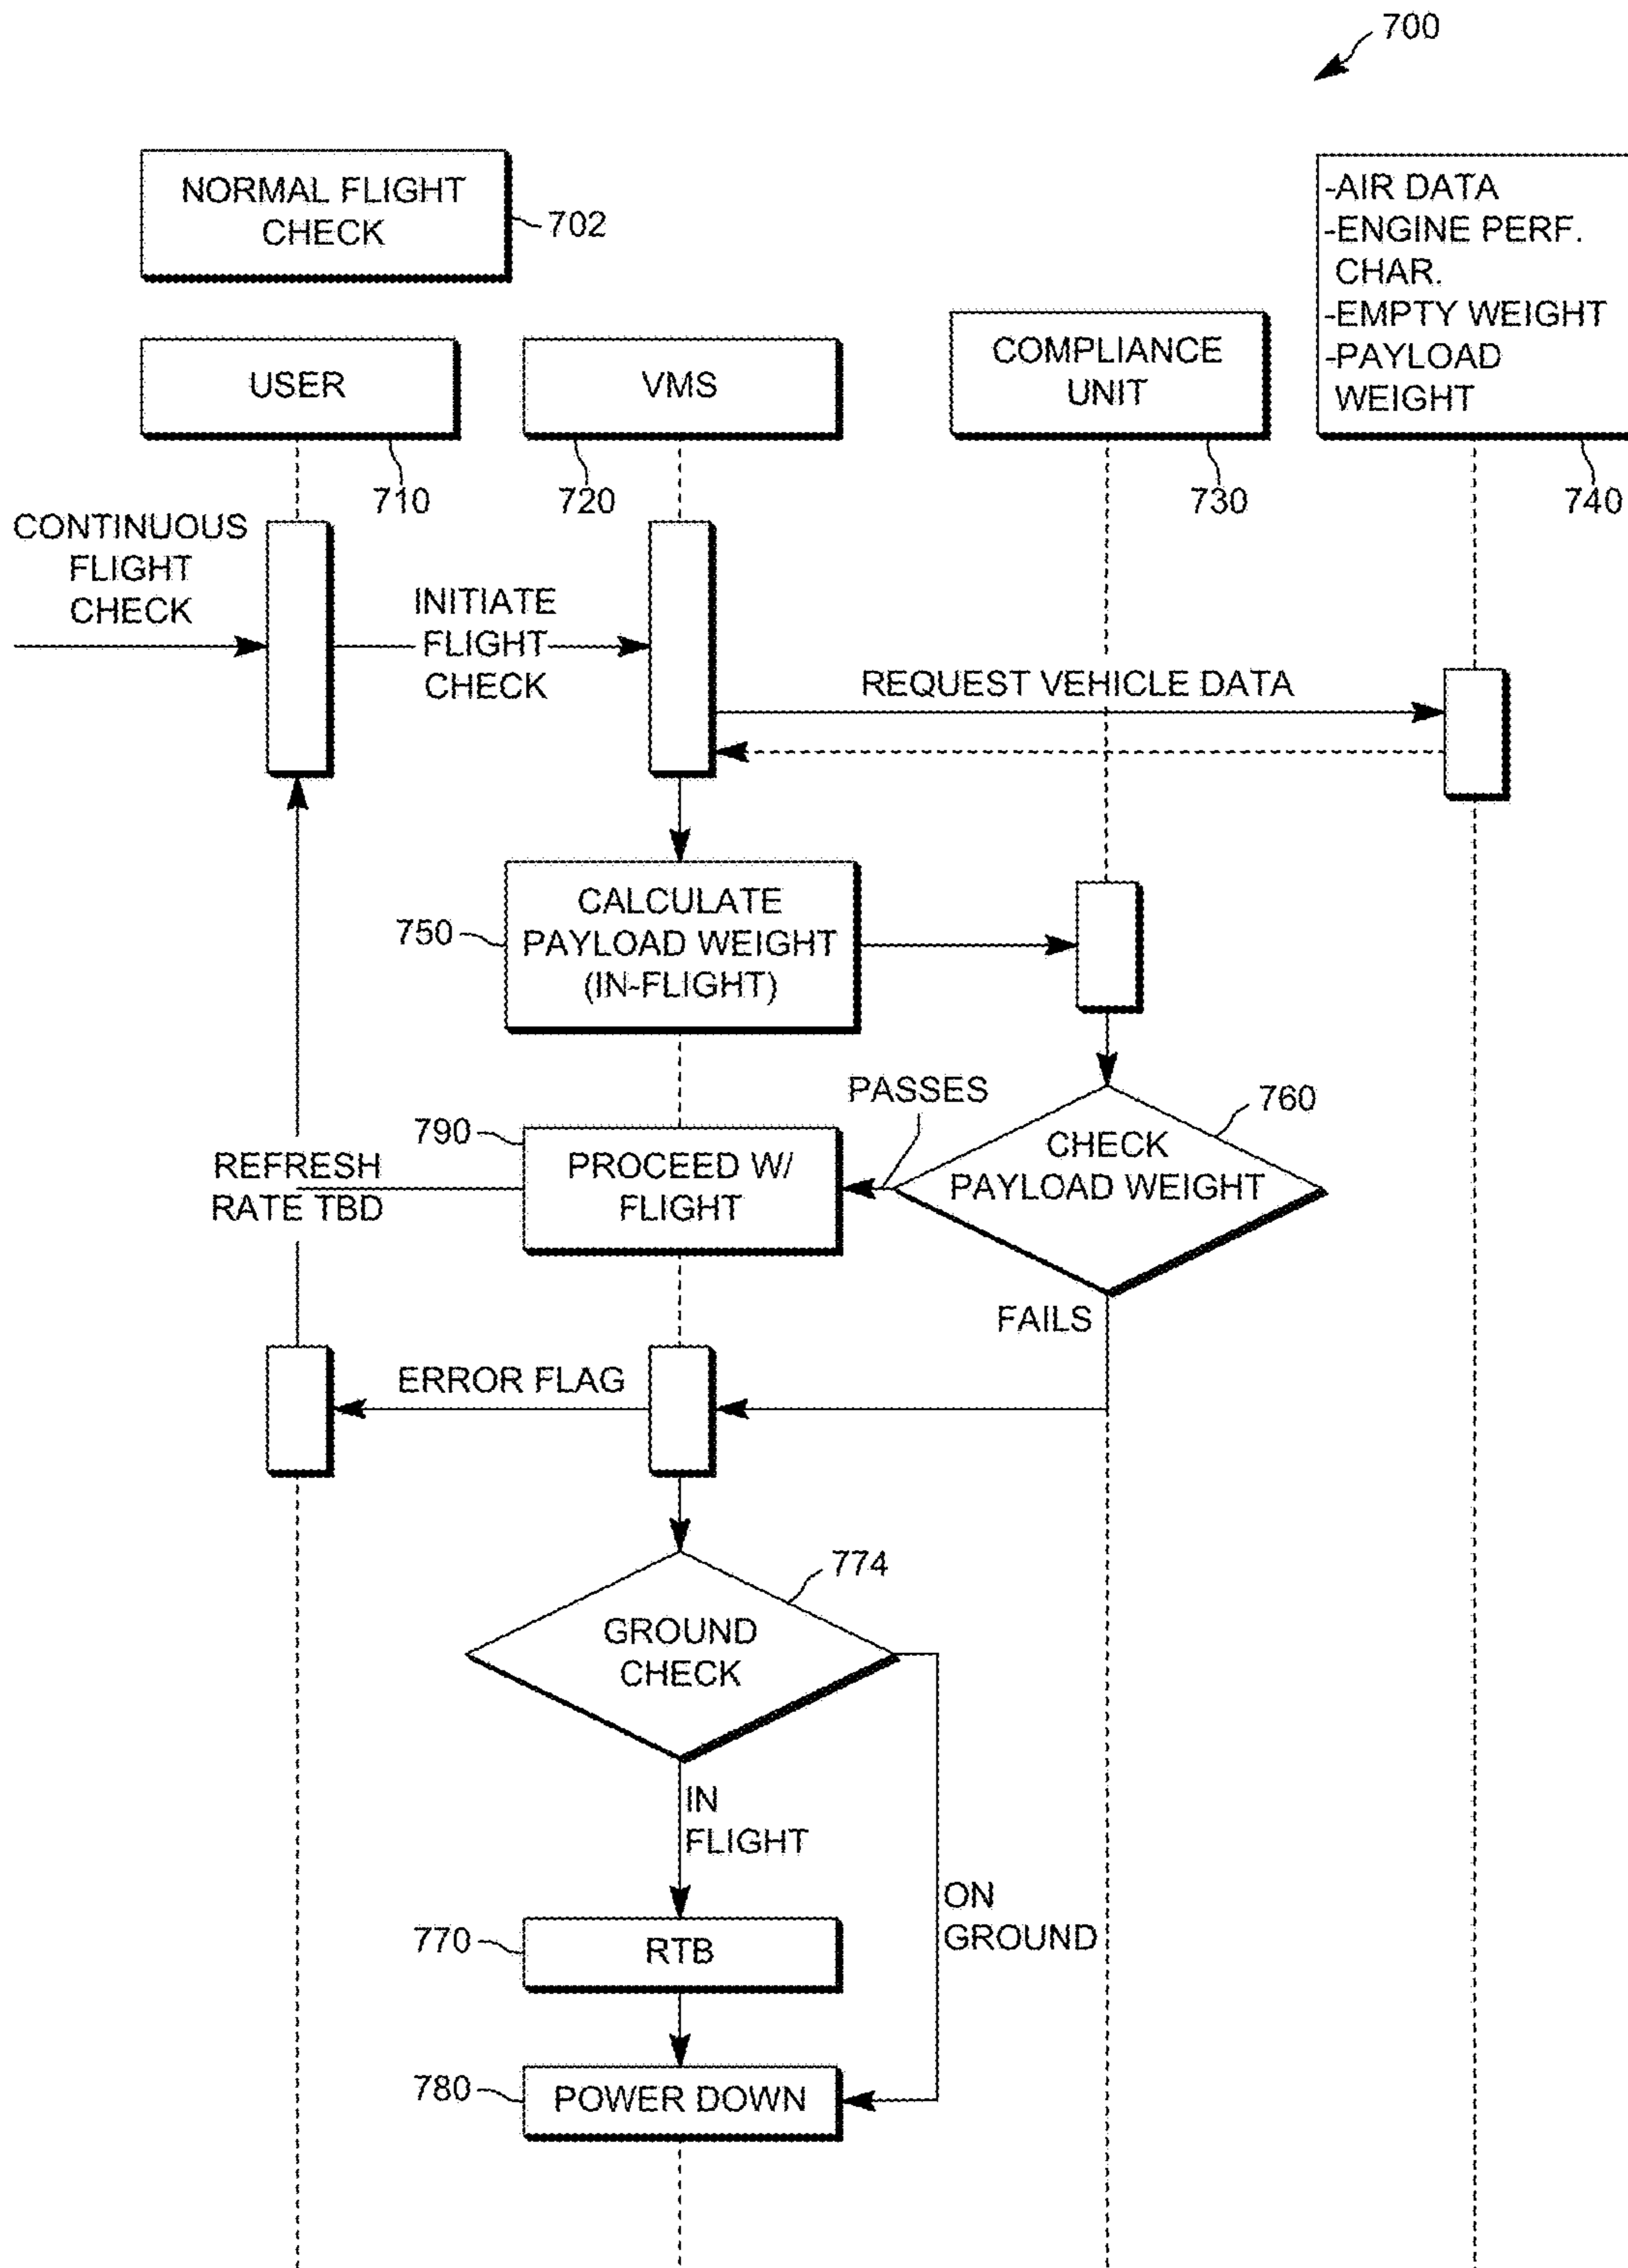 700
NORMAL FLIGHT
CHECK
702
-AIR DATA
-ENGINE PERF.
CHAR.
-EMPTY WEIGHT
-PAYLOAD
WEIGHT
USER
VMS
COMPLIANCE
UNIT
710
720
730
740
CONTINUOUS
FLIGHT
CHECK
INITIATE
FLIGHT
CHECK
REQUEST VEHICLE DATA
750
CALCULATE
PAYLOAD WEIGHT
(IN-FLIGHT)
PASSES
760
CHECK
PAYLOAD WEIGHT
790
PROCEED W/
FLIGHT
REFRESH
RATE TBD
FAILS
ERROR FLAG
774
GROUND
CHECK
IN
FLIGHT
ON
GROUND
770
RTB
780
POWER DOWN